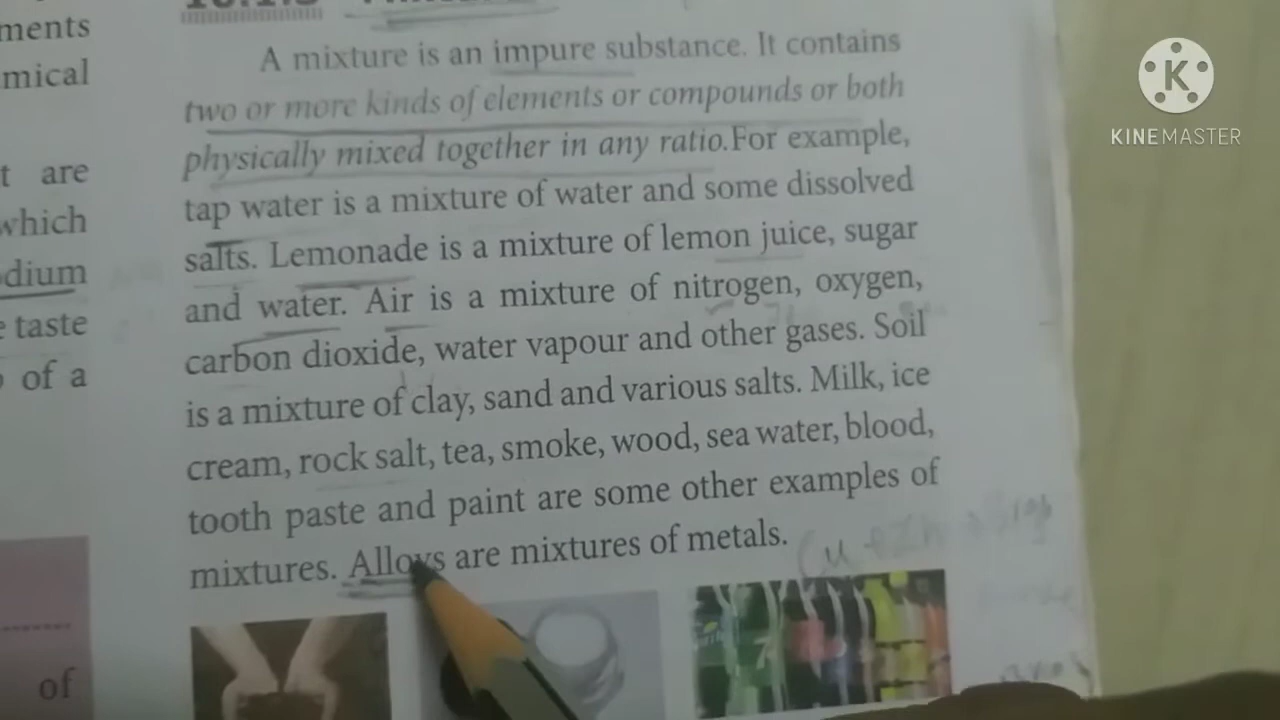 ments
mical
t are
which
dium
e taste
of a
of
A mixture is an impure substance. It contains
two or more kinds of elements or compounds or both
physically mixed together in any ratio.For example,
tap water is a mixture of water and some dissolved
salts. Lemonade is a mixture of lemon juice, sugar
and water. Air is a mixture of nitrogen, oxygen,
carbon dioxide, water vapour and other gases. Soil
is a mixture of clay, sand and various salts. Milk, ice
cream, rock salt, tea, smoke, wood, sea water, blood,
tooth paste and paint are some other examples of
mixtures. Alloys are mixtures of metals.
Cu + Zn
KINEMASTER